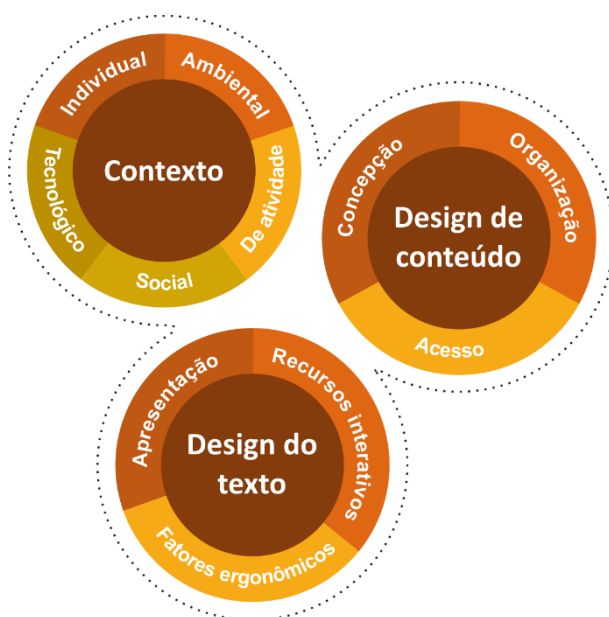 Contexto
Individual
Ambiental
De atividade
Social
Tecnológico
Design de
conteúdo
Concepção
Organização
Acesso
Design do
texto
Apresentação
Recursos interativos
Fatores ergonômicos